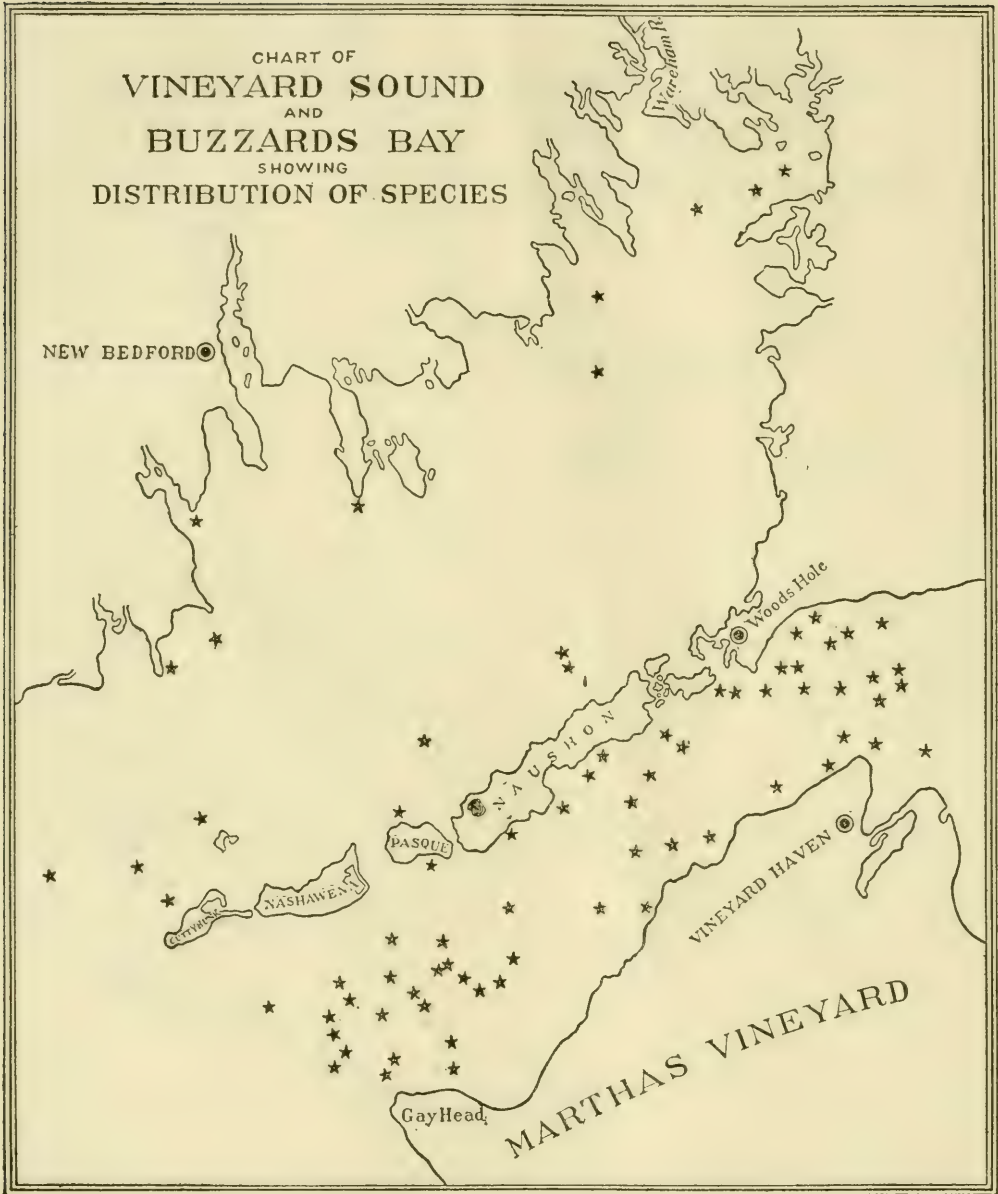 CHART OF
VINEYARD SOUND
AND
BUZZARDS BAY
SHOWING
DISTRIBUTION OF SPECIES
Wareham R.
NEW BEDFORD
Woods Hole
NAUSHON
PASQUE
NASHAWENA
CUTTYHUNK
VINEYARD HAVEN
MARTHAS VINEYARD
Gay Head